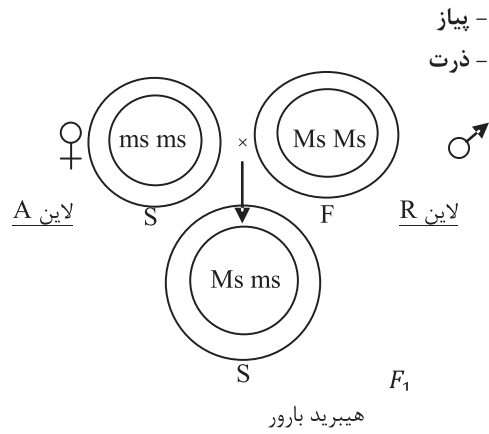 – پیاز
– ذرت
♀ ms ms × Ms Ms ♂
لاین A
S
F
لاین R
Ms ms
S
F₁
هیبرید بارور